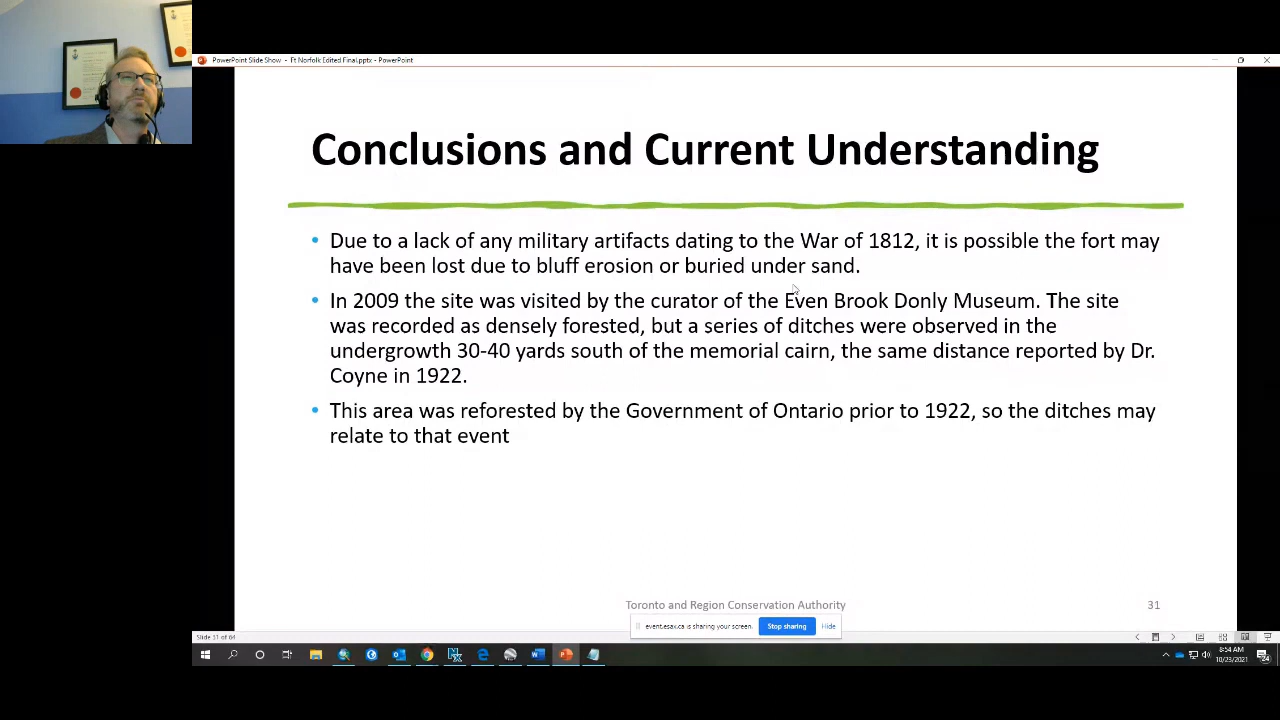 PowerPoint Slide Show - Ft Norfolk Edited Final.pptx - PowerPoint
Conclusions and Current Understanding
• Due to a lack of any military artifacts dating to the War of 1812, it is possible the fort may
have been lost due to bluff erosion or buried under sand.
• In 2009 the site was visited by the curator of the Even Brook Donly Museum. The site
was recorded as densely forested, but a series of ditches were observed in the
undergrowth 30-40 yards south of the memorial cairn, the same distance reported by Dr.
Coyne in 1922.
• This area was reforested by the Government of Ontario prior to 1922, so the ditches may
relate to that event
Toronto and Region Conservation Authority 31
event.esax.ca is sharing your screen. Stop sharing Hide
Slide 31 of 64
8:54 AM
10/23/2021